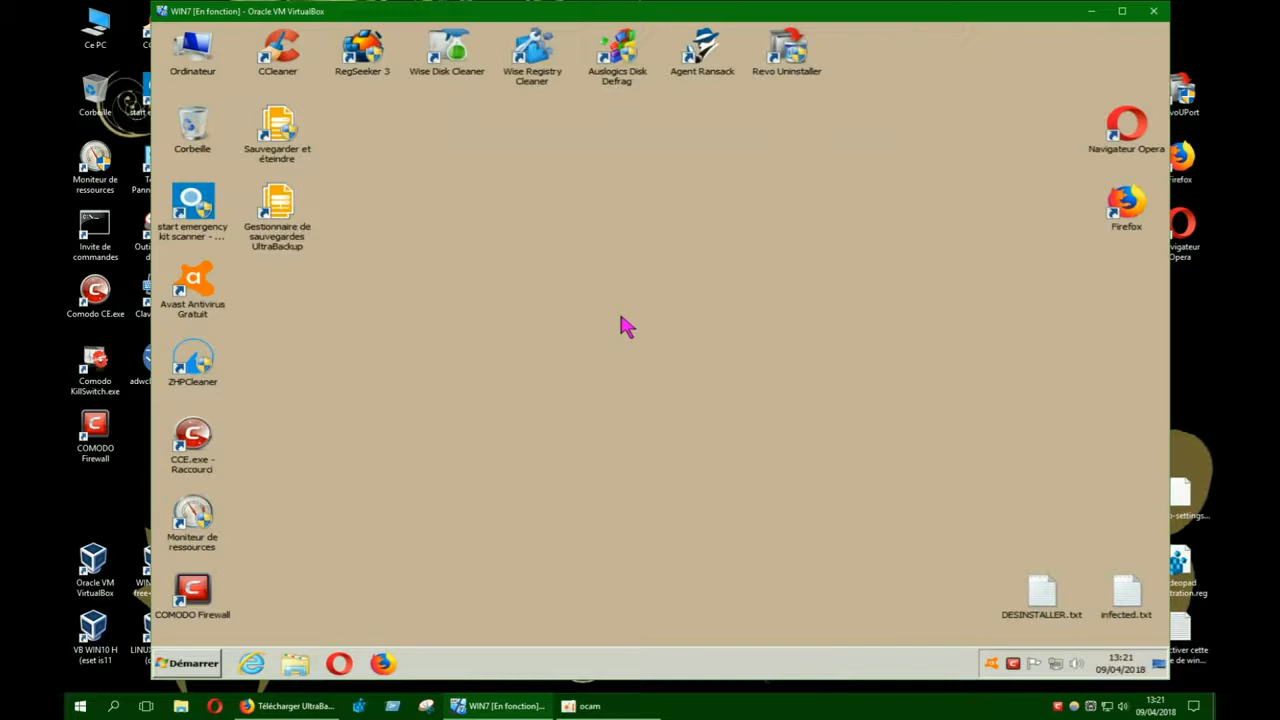 WIN7 [En fonction] - Oracle VM VirtualBox
Ce PC
Ordinateur
CCleaner
RegSeeker 3
Wise Disk Cleaner
Wise Registry
Cleaner
Auslogics Disk
Defrag
Agent Ransack
Revo Uninstaller
Corbeille
Corbeille
Sauvegarder et
éteindre
Navigateur Opera
Moniteur de
ressources
start emergency
kit scanner - ...
Gestionnaire de
sauvegardes
UltraBackup
Firefox
Firefox
Invite de
commandes
Opera
Comodo CE.exe
Avast Antivirus
Gratuit
Comodo
KillSwitch.exe
ZHPCleaner
COMODO
Firewall
CCE.exe -
Raccourci
Moniteur de
ressources
Oracle VM
VirtualBox
COMODO Firewall
DESINSTALLER.txt
infected.txt
VB WIN10 H
(eset is11
Démarrer
13:21
09/04/2018
Télécharger UltraBa...
WIN7 [En fonction]...
ocam
13:21
09/04/2018